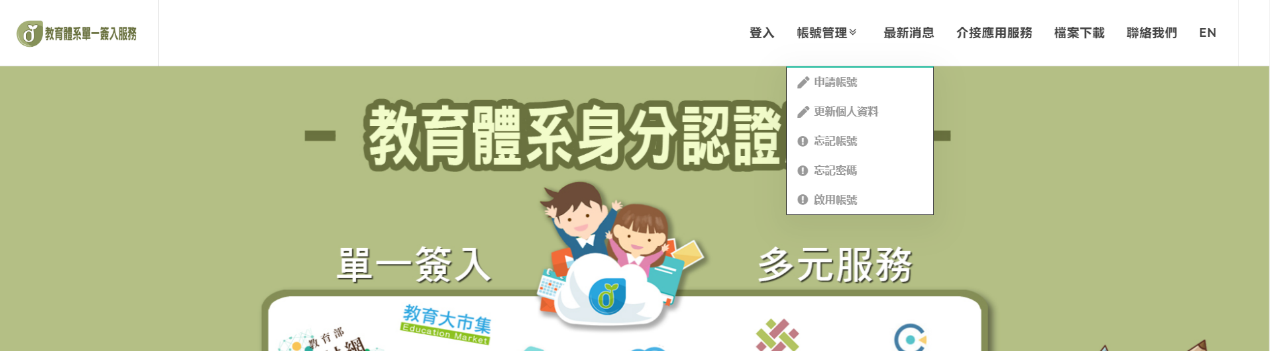 教育體系單一簽入服務
登入 帳號管理 最新消息 介接應用服務 檔案下載 聯絡我們 EN
申請帳號
更新個人資料
忘記帳號
忘記密碼
啟用帳號
教育體系身分認證
單一簽入
多元服務
教育部
教育大市集
Education Market